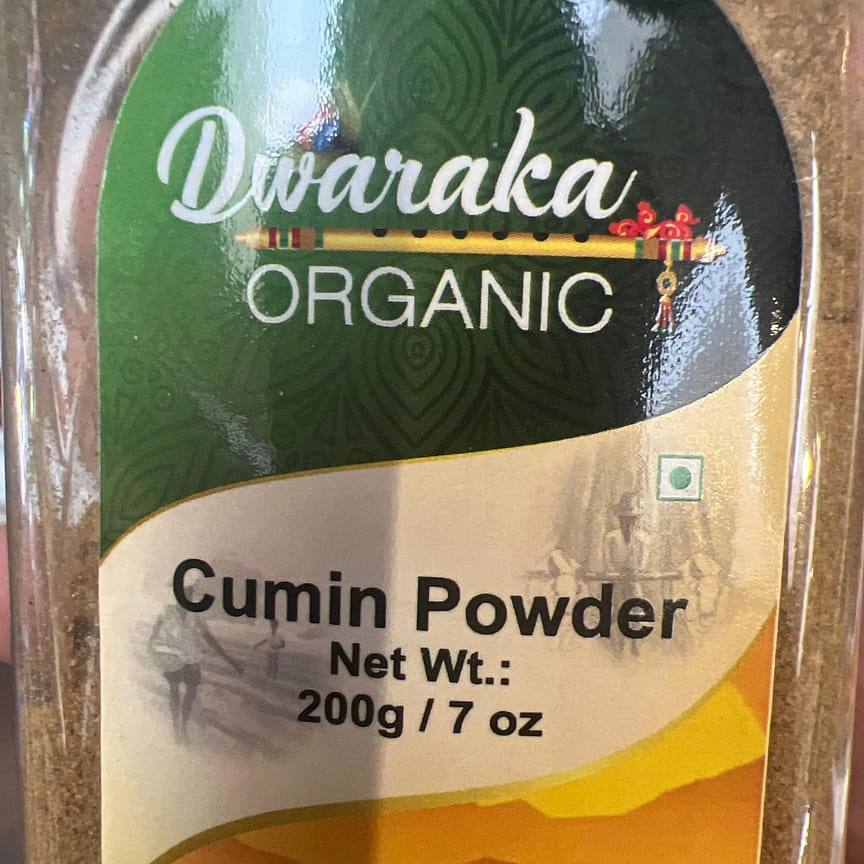 Dwaraka
ORGANIC
Cumin Powder
Net Wt.:
200g / 7 oz